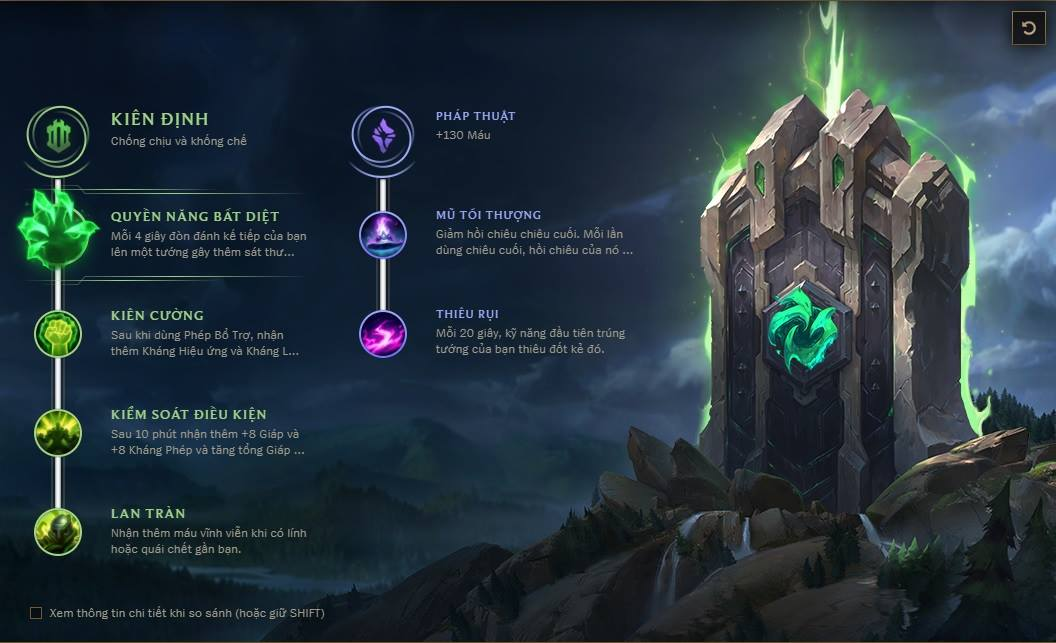 KIÊN ĐỊNH
Chống chịu và khống chế
QUYỀN NĂNG BẤT DIỆT
Mỗi 4 giây đòn đánh kế tiếp của bạn
lên một tướng gây thêm sát thư...
KIÊN CƯỜNG
Sau khi dùng Phép Bổ Trợ, nhận
thêm Kháng Hiệu ứng và Kháng L...
KIỂM SOÁT ĐIỀU KIỆN
Sau 10 phút nhận thêm +8 Giáp và
+8 Kháng Phép và tăng tổng Giáp ...
LAN TRÀN
Nhận thêm máu vĩnh viễn khi có lính
hoặc quái chết gần bạn.
PHÁP THUẬT
+130 Máu
MŨ TỐI THƯỢNG
Giảm hồi chiêu chiêu cuối. Mỗi lần
dùng chiêu cuối, hồi chiêu của nó ...
THIÊU RỤI
Mỗi 20 giây, kỹ năng đầu tiên trúng
tướng của bạn thiêu đốt kẻ đó.
Xem thông tin chi tiết khi so sánh (hoặc giữ SHIFT)